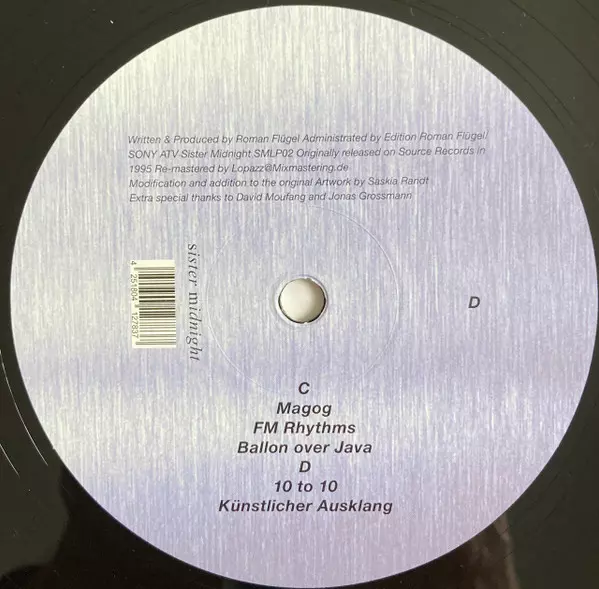 Written & Produced by Roman Flügel Administrated by Edition Roman Flügel/
SONY ATV Sister Midnight SMLP02 Originally released on Source Records in
1995 Re-mastered by Lopazz@Mixmastering.de
Modification and addition to the original Artwork by Saskia Randt
Extra special thanks to David Moufang and Jonas Grossmann
sister midnight
4 251804 127837
D
C
Magog
FM Rhythms
Ballon over Java
D
10 to 10
Künstlicher Ausklang